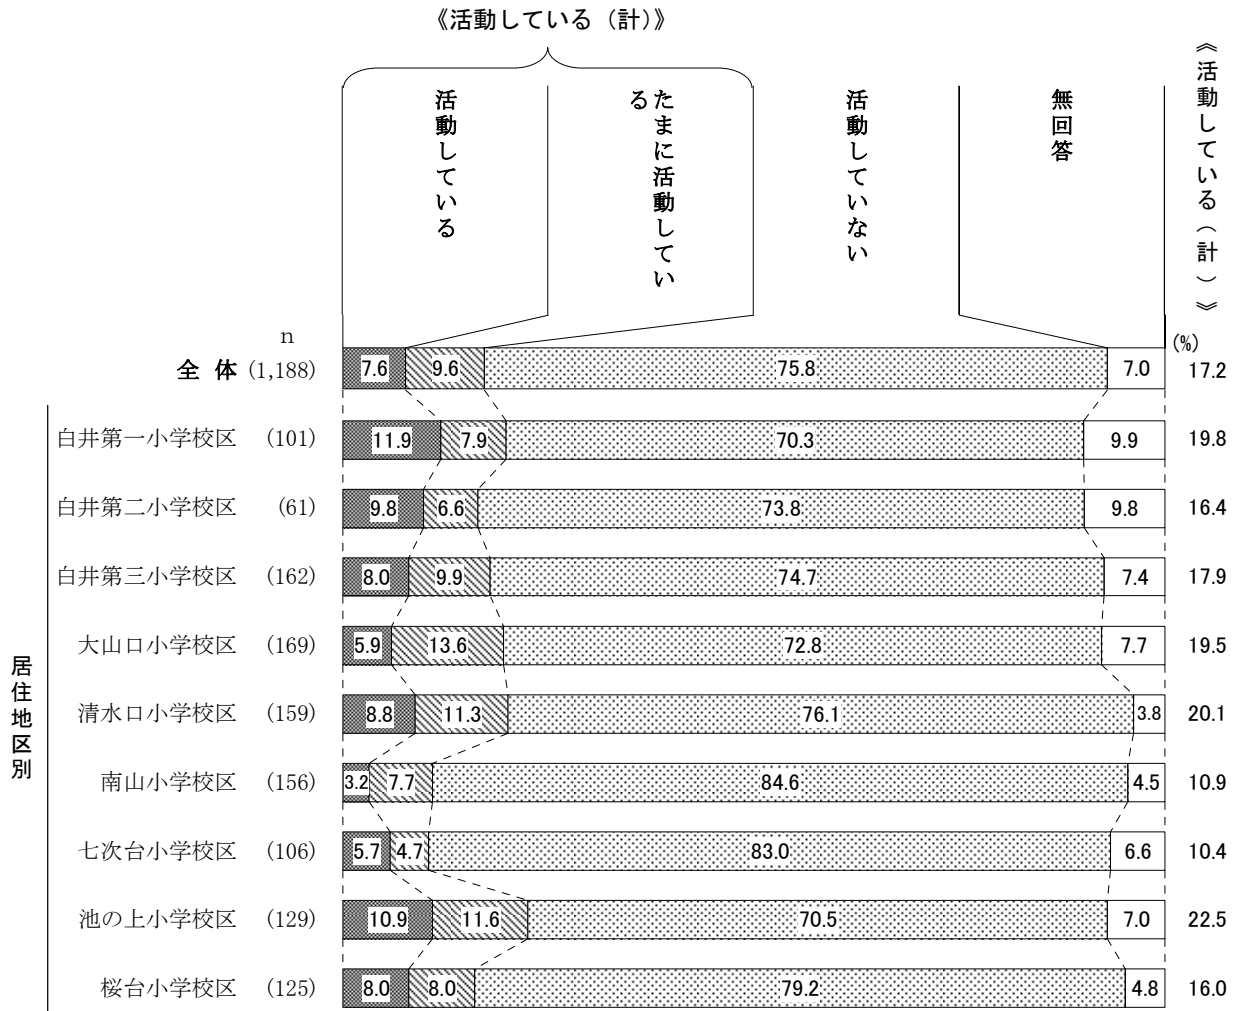 《活動している（計）》
活動している
たまに活動してい
る
活動していない
無回答
《活動している（計）》
n
(%)
全 体 (1,188) 7.6 9.6 75.8 7.0 17.2
居住地区別
白井第一小学校区 (101) 11.9 7.9 70.3 9.9 19.8
白井第二小学校区 (61) 9.8 6.6 73.8 9.8 16.4
白井第三小学校区 (162) 8.0 9.9 74.7 7.4 17.9
大山口小学校区 (169) 5.9 13.6 72.8 7.7 19.5
清水口小学校区 (159) 8.8 11.3 76.1 3.8 20.1
南山小学校区 (156) 3.2 7.7 84.6 4.5 10.9
七次台小学校区 (106) 5.7 4.7 83.0 6.6 10.4
池の上小学校区 (129) 10.9 11.6 70.5 7.0 22.5
桜台小学校区 (125) 8.0 8.0 79.2 4.8 16.0